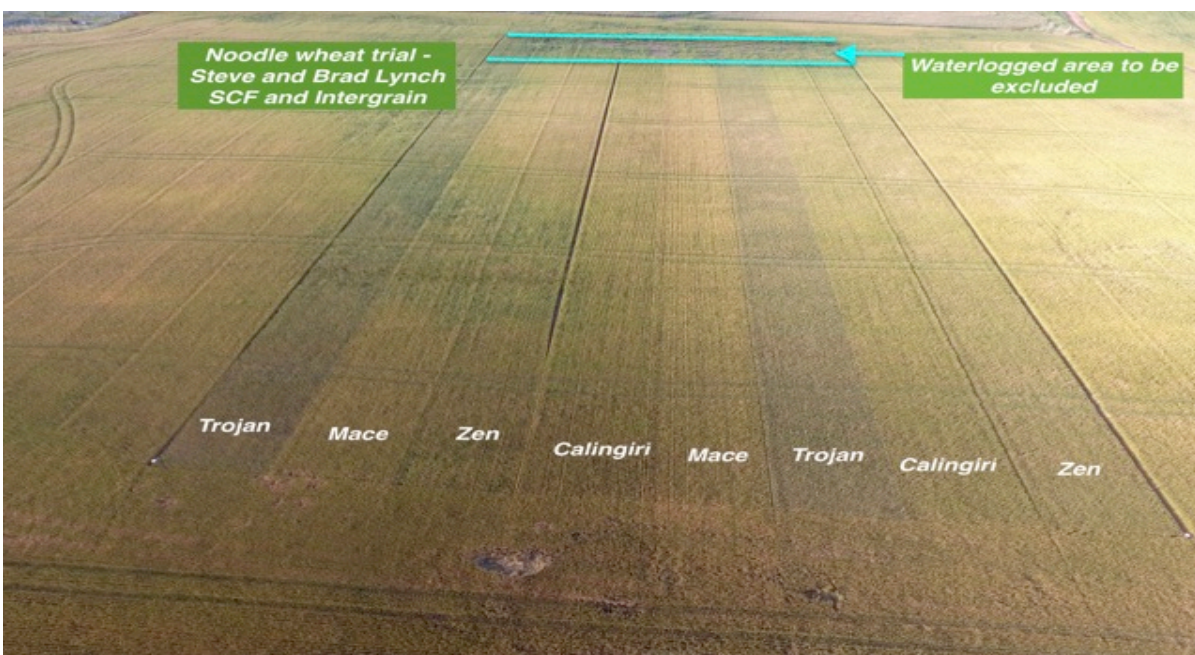 Noodle wheat trial -
Steve and Brad Lynch
SCF and Intergrain
Waterlogged area to be
excluded
Trojan
Mace
Zen
Calingiri
Mace
Trojan
Calingiri
Zen